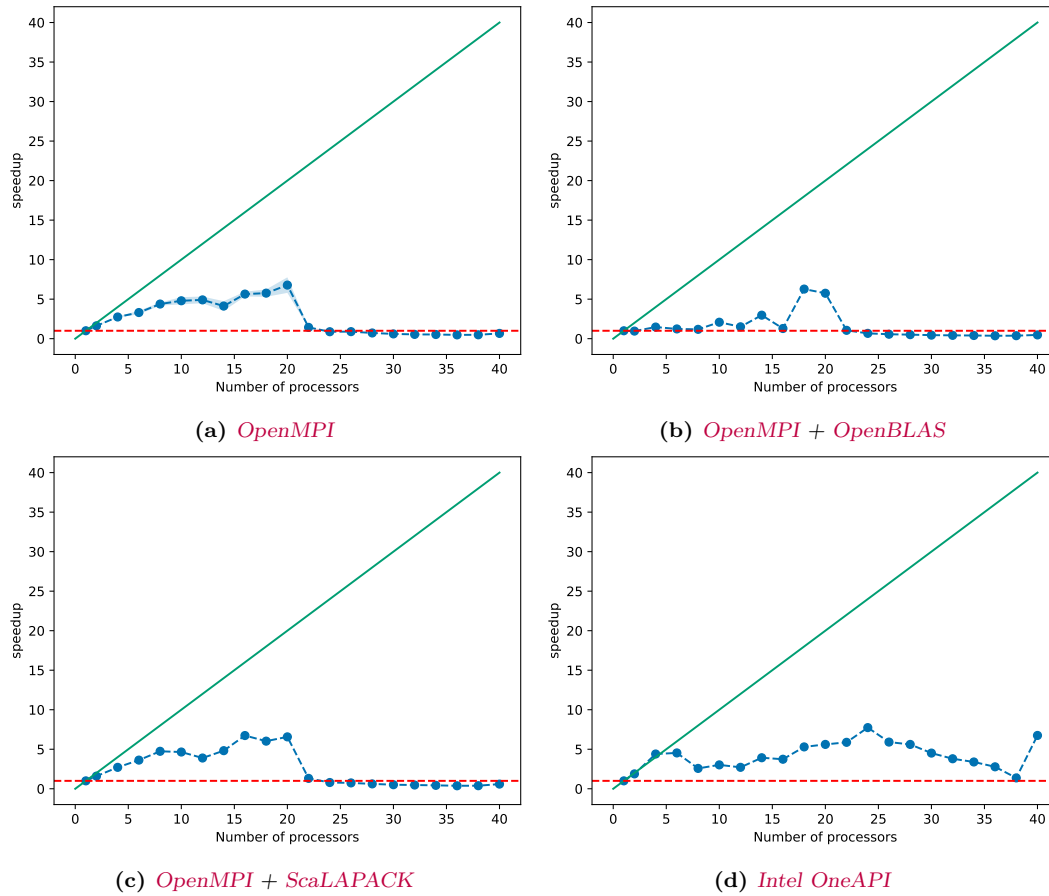 40
35
30
25
20
15
10
5
0
speedup
0 5 10 15 20 25 30 35 40
Number of processors
(a) OpenMPI
40
35
30
25
20
15
10
5
0
speedup
0 5 10 15 20 25 30 35 40
Number of processors
(b) OpenMPI + OpenBLAS
40
35
30
25
20
15
10
5
0
speedup
0 5 10 15 20 25 30 35 40
Number of processors
(c) OpenMPI + ScaLAPACK
40
35
30
25
20
15
10
5
0
speedup
0 5 10 15 20 25 30 35 40
Number of processors
(d) Intel OneAPI